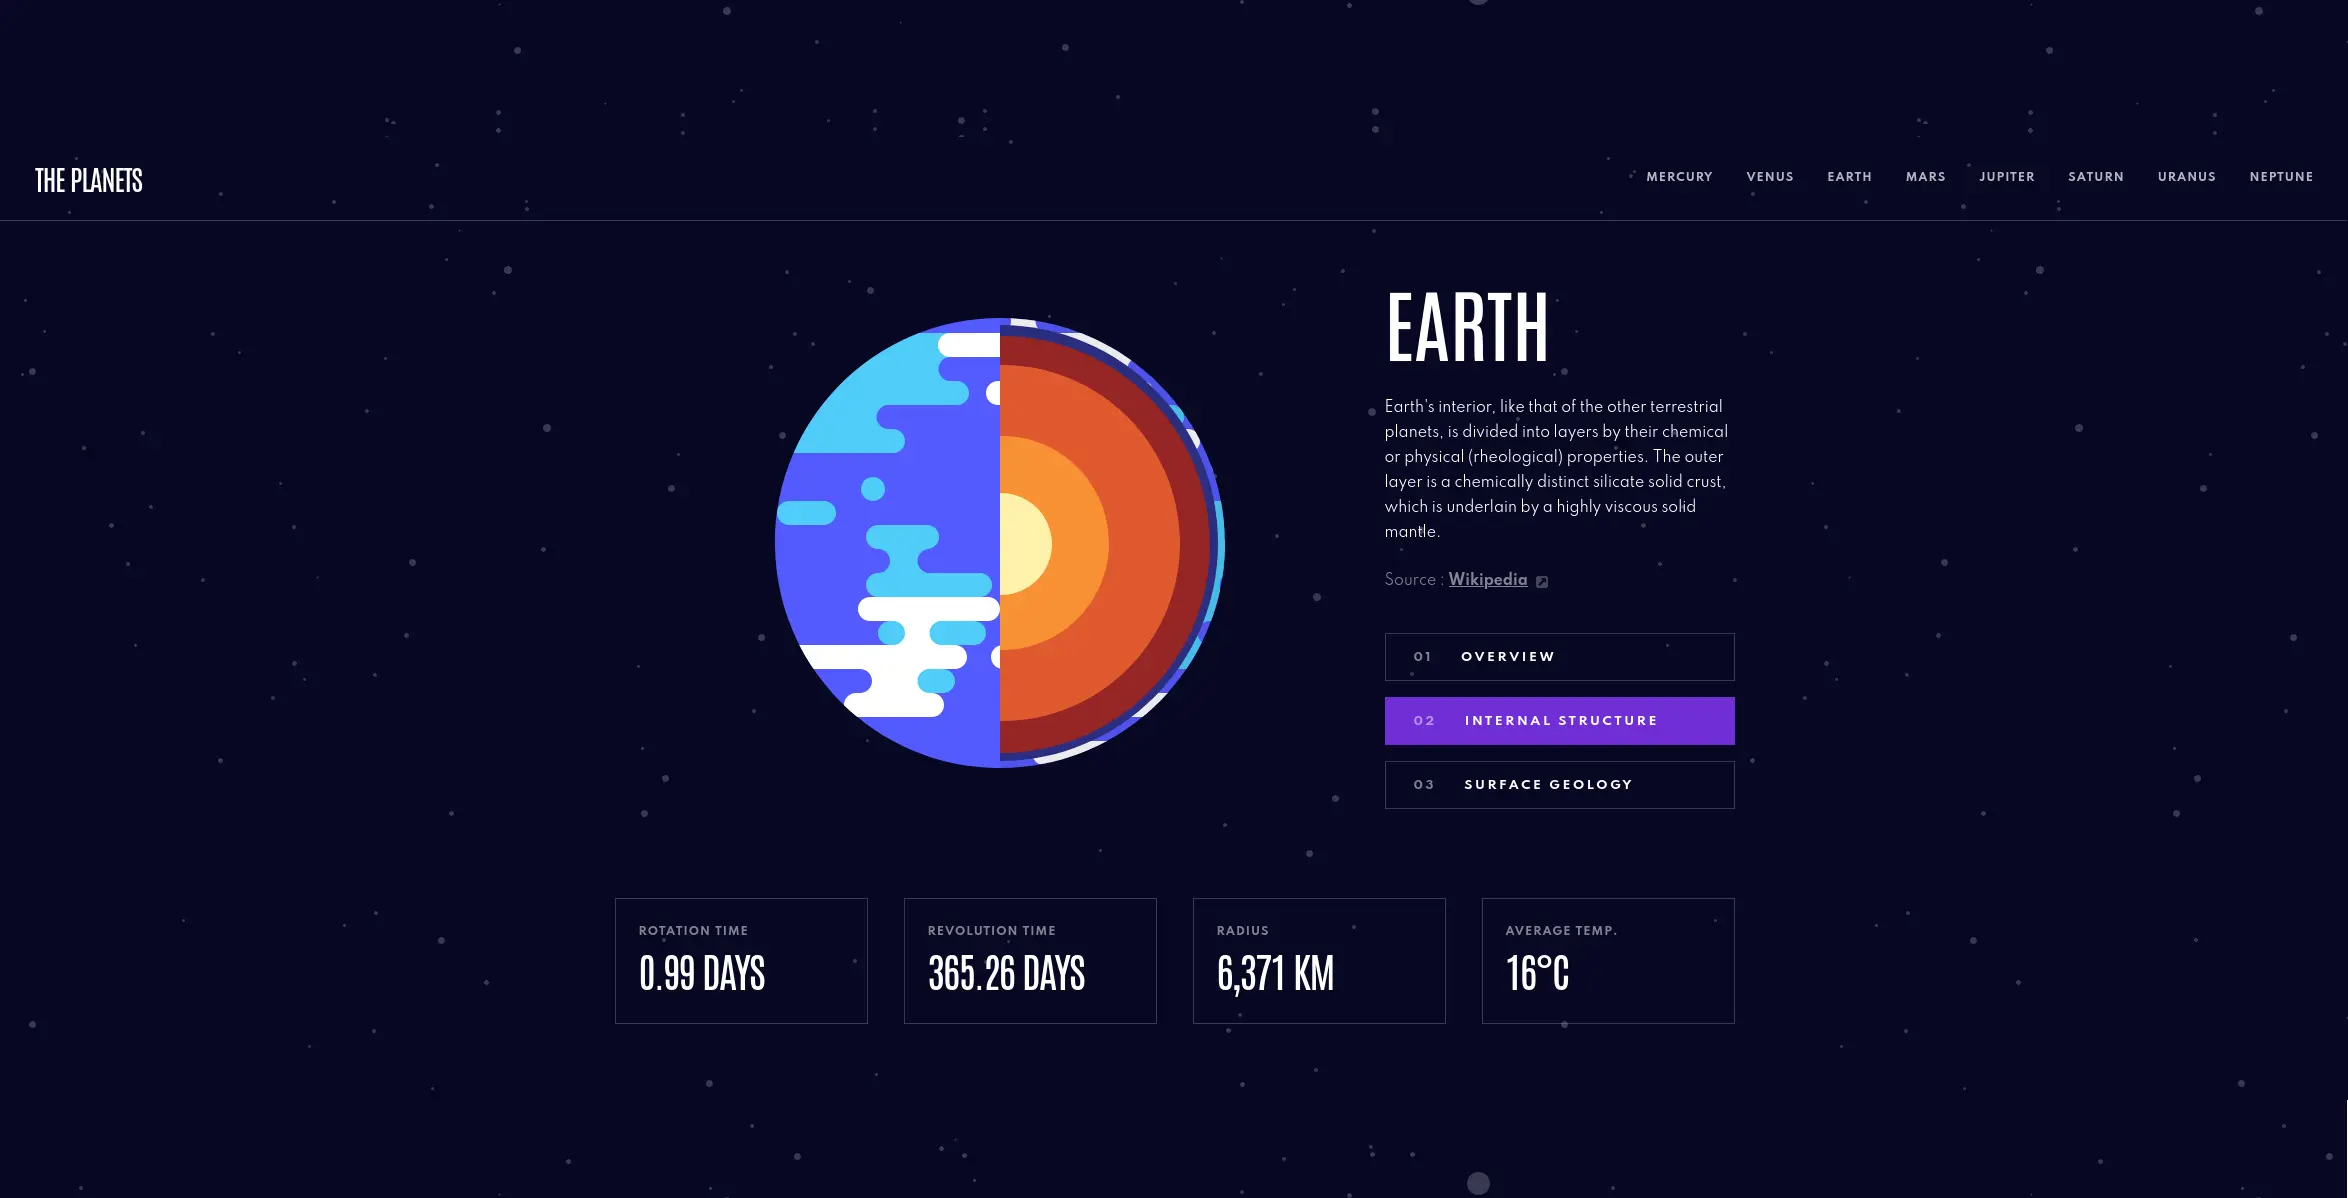 THE PLANETS
MERCURY VENUS EARTH MARS JUPITER SATURN URANUS NEPTUNE
EARTH
Earth's interior, like that of the other terrestrial
planets, is divided into layers by their chemical
or physical (rheological) properties. The outer
layer is a chemically distinct silicate solid crust,
which is underlain by a highly viscous solid
mantle.
Source : Wikipedia
01 OVERVIEW
02 INTERNAL STRUCTURE
03 SURFACE GEOLOGY
ROTATION TIME
0.99 DAYS
REVOLUTION TIME
365.26 DAYS
RADIUS
6,371 KM
AVERAGE TEMP.
16°C